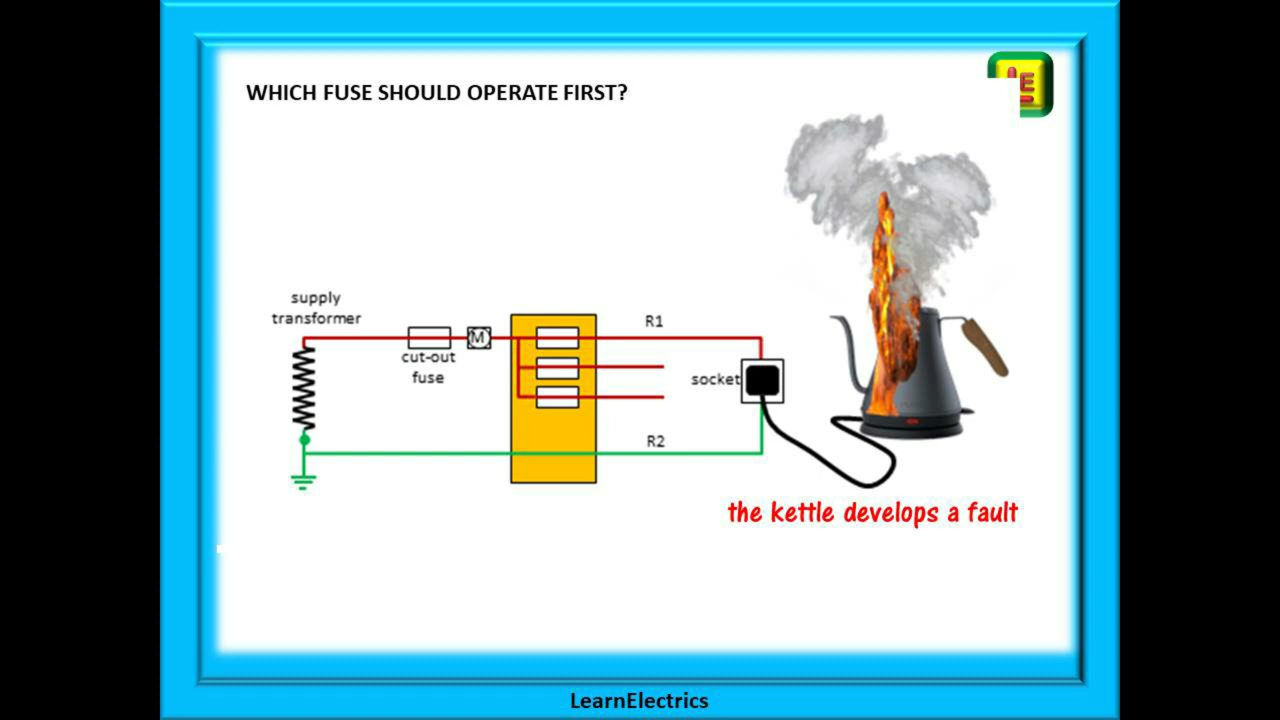 WHICH FUSE SHOULD OPERATE FIRST?
supply
transformer
cut-out
fuse
M
R1
socket
R2
the kettle develops a fault
LearnElectrics